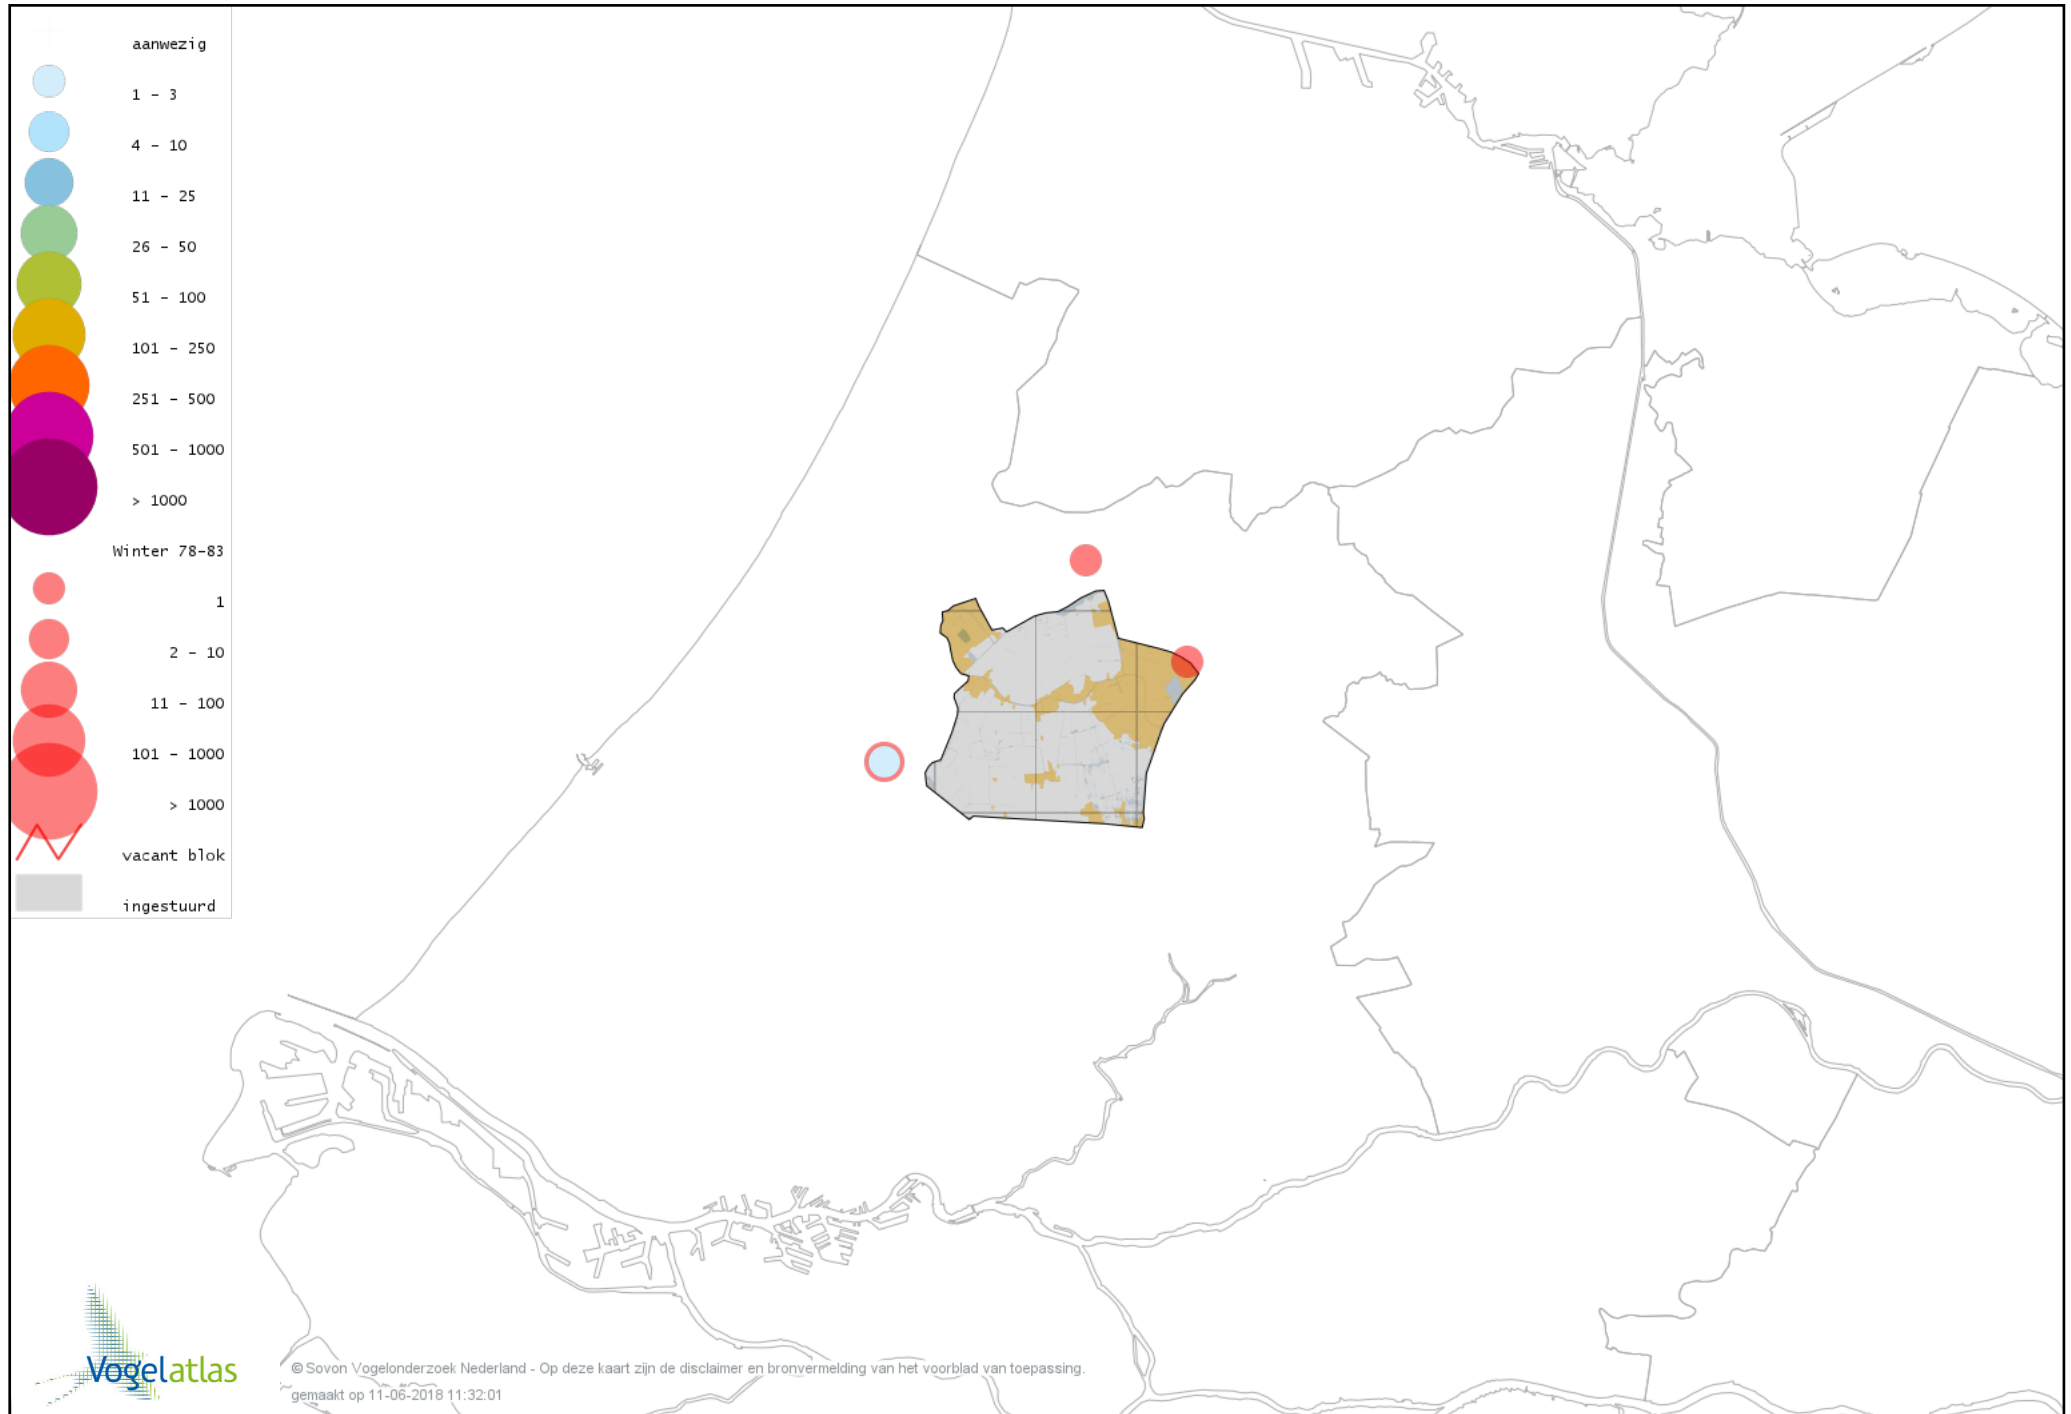 aanwezig
1 - 3
4 - 10
11 - 25
26 - 50
51 - 100
101 - 250
251 - 500
501 - 1000
> 1000
Winter 78-83
1
2 - 10
11 - 100
101 - 1000
> 1000
vacant blok
ingestuurd
Vogelatlas
© Sovon Vogelonderzoek Nederland - Op deze kaart zijn de disclaimer en bronvermelding van het voorblad van toepassing.
gemaakt op 11-06-2018 11:32:01